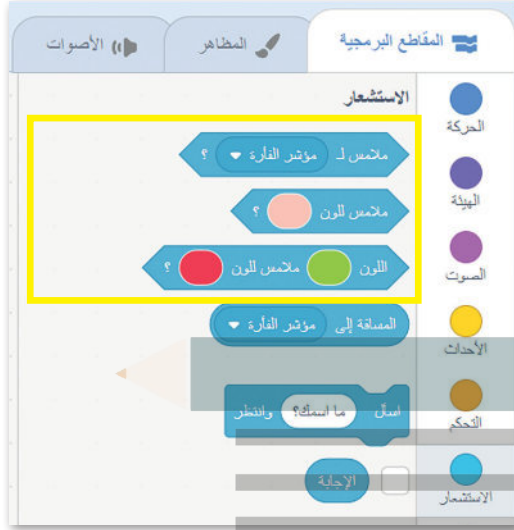 المقاطع البرمجية
المظاهر
الأصوات
الاستشعار
الحركة
الهيئة
الصوت
الأحداث
التحكم
الاستشعار
ملامس لـ مؤشر الفأرة ؟
ملامس للون ؟
اللون ملامس للون ؟
المسافة إلى مؤشر الفأرة
اسأل ما اسمك؟ وانتظر
الإجابة